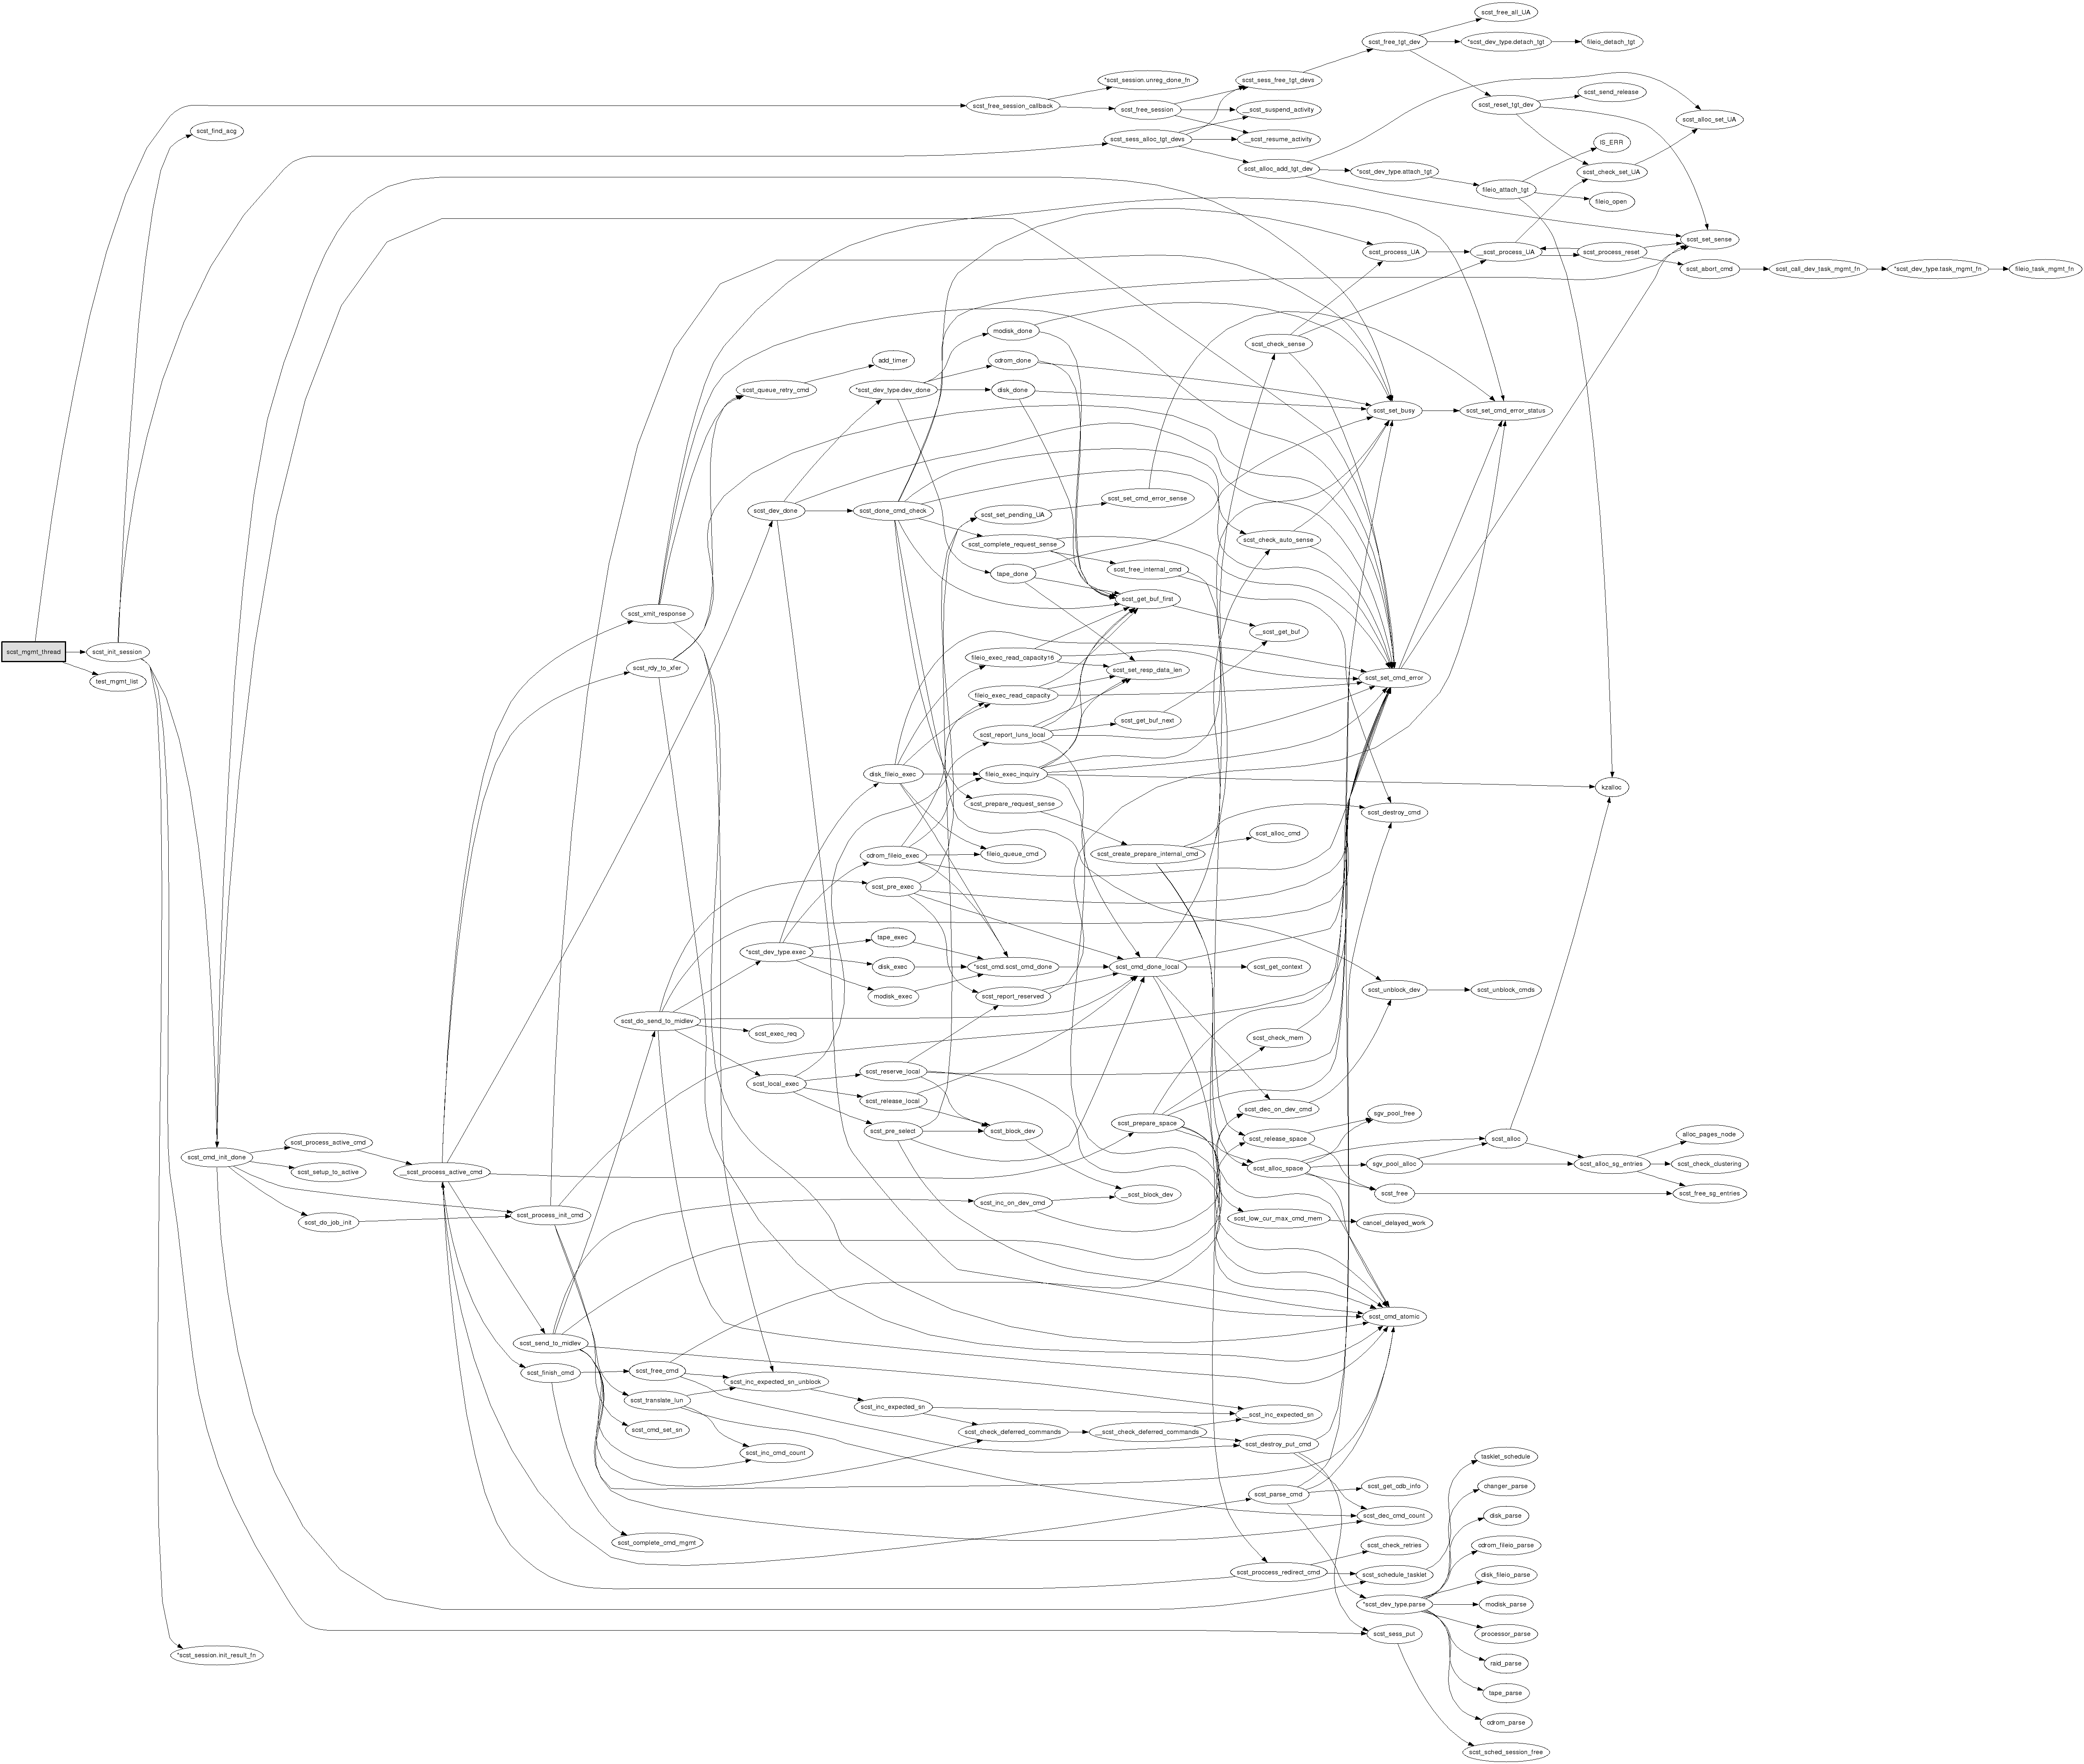 scst_free_all_UA
scst_free_tgt_dev
*scst_dev_type.detach_tgt
fileio_detach_tgt
*scst_session.unreg_done_fn
scst_sess_free_tgt_devs
scst_free_session_callback
scst_free_session
__scst_suspend_activity
scst_reset_tgt_dev
scst_send_release
scst_alloc_set_UA
scst_find_acg
scst_sess_alloc_tgt_devs
__scst_resume_activity
IS_ERR
scst_alloc_add_tgt_dev
*scst_dev_type.attach_tgt
scst_check_set_UA
fileio_attach_tgt
fileio_open
scst_set_sense
scst_process_UA
__scst_process_UA
scst_process_reset
scst_abort_cmd
scst_call_dev_task_mgmt_fn
*scst_dev_type.task_mgmt_fn
fileio_task_mgmt_fn
modisk_done
scst_check_sense
add_timer
cdrom_done
scst_queue_retry_cmd
*scst_dev_type.dev_done
disk_done
scst_set_busy
scst_set_cmd_error_status
scst_set_cmd_error_sense
scst_dev_done
scst_done_cmd_check
scst_set_pending_UA
scst_complete_request_sense
scst_check_auto_sense
tape_done
scst_free_internal_cmd
scst_get_buf_first
scst_xmit_response
__scst_get_buf
scst_mgmt_thread
scst_init_session
fileio_exec_read_capacity16
scst_rdy_to_xfer
scst_set_resp_data_len
scst_set_cmd_error
test_mgmt_list
fileio_exec_read_capacity
scst_get_buf_next
scst_report_luns_local
disk_fileio_exec
fileio_exec_inquiry
kzalloc
scst_prepare_request_sense
scst_destroy_cmd
scst_alloc_cmd
cdrom_fileio_exec
fileio_queue_cmd
scst_create_prepare_internal_cmd
scst_pre_exec
tape_exec
*scst_dev_type.exec
disk_exec
*scst_cmd.scst_cmd_done
scst_cmd_done_local
scst_get_context
modisk_exec
scst_report_reserved
scst_unblock_dev
scst_unblock_cmds
scst_do_send_to_midlev
scst_exec_req
scst_check_mem
scst_local_exec
scst_reserve_local
scst_release_local
scst_dec_on_dev_cmd
sgv_pool_free
scst_prepare_space
scst_pre_select
scst_block_dev
scst_release_space
scst_alloc
alloc_pages_node
scst_process_active_cmd
scst_cmd_init_done
scst_setup_to_active
__scst_process_active_cmd
scst_alloc_space
sgv_pool_alloc
scst_alloc_sg_entries
scst_check_clustering
scst_free
scst_free_sg_entries
__scst_block_dev
scst_inc_on_dev_cmd
scst_process_init_cmd
scst_do_job_init
scst_low_cur_max_cmd_mem
cancel_delayed_work
scst_cmd_atomic
scst_send_to_midlev
scst_finish_cmd
scst_free_cmd
scst_inc_expected_sn_unblock
scst_translate_lun
scst_inc_expected_sn
__scst_inc_expected_sn
scst_cmd_set_sn
scst_check_deferred_commands
__scst_check_deferred_commands
scst_destroy_put_cmd
scst_inc_cmd_count
tasklet_schedule
scst_parse_cmd
scst_get_cdb_info
changer_parse
scst_dec_cmd_count
disk_parse
scst_complete_cmd_mgmt
scst_check_retries
cdrom_fileio_parse
scst_proccess_redirect_cmd
scst_schedule_tasklet
disk_fileio_parse
*scst_dev_type.parse
modisk_parse
scst_sess_put
processor_parse
*scst_session.init_result_fn
raid_parse
tape_parse
cdrom_parse
scst_sched_session_free